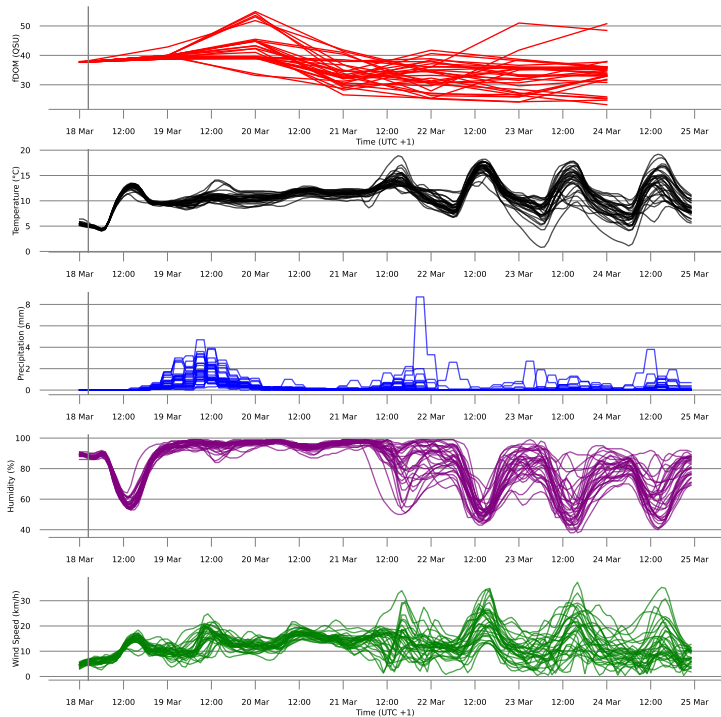 fDOM (QSU)
50
40
30
18 Mar 12:00 19 Mar 12:00 20 Mar 12:00 21 Mar 12:00 22 Mar 12:00 23 Mar 12:00 24 Mar 12:00 25 Mar
Time (UTC +1)
Temperature (°C)
20
15
10
5
0
18 Mar 12:00 19 Mar 12:00 20 Mar 12:00 21 Mar 12:00 22 Mar 12:00 23 Mar 12:00 24 Mar 12:00 25 Mar
Precipitation (mm)
8
6
4
2
0
18 Mar 12:00 19 Mar 12:00 20 Mar 12:00 21 Mar 12:00 22 Mar 12:00 23 Mar 12:00 24 Mar 12:00 25 Mar
Humidity (%)
100
80
60
40
18 Mar 12:00 19 Mar 12:00 20 Mar 12:00 21 Mar 12:00 22 Mar 12:00 23 Mar 12:00 24 Mar 12:00 25 Mar
Wind Speed (km/h)
30
20
10
0
18 Mar 12:00 19 Mar 12:00 20 Mar 12:00 21 Mar 12:00 22 Mar 12:00 23 Mar 12:00 24 Mar 12:00 25 Mar
Time (UTC +1)